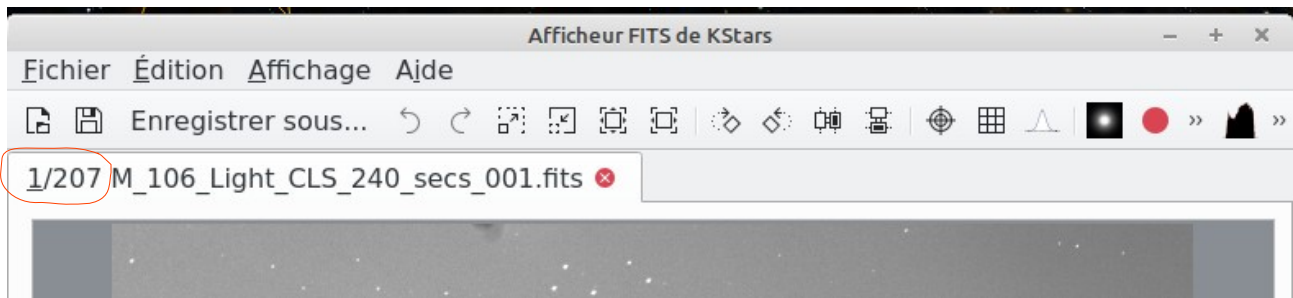 Afficheur FITS de KStars
Fichier Édition Affichage Aide
Enregistrer sous... » »
1/207 M_106_Light_CLS_240_secs_001.fits